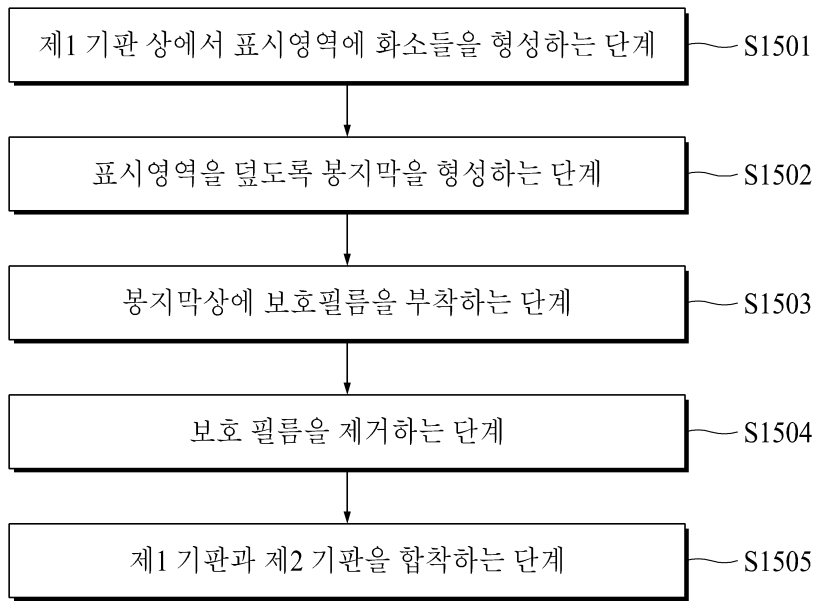 제1 기판 상에서 표시영역에 화소들을 형성하는 단계 S1501
표시영역을 덮도록 봉지막을 형성하는 단계 S1502
봉지막상에 보호필름을 부착하는 단계 S1503
보호 필름을 제거하는 단계 S1504
제1 기판과 제2 기판을 합착하는 단계 S1505